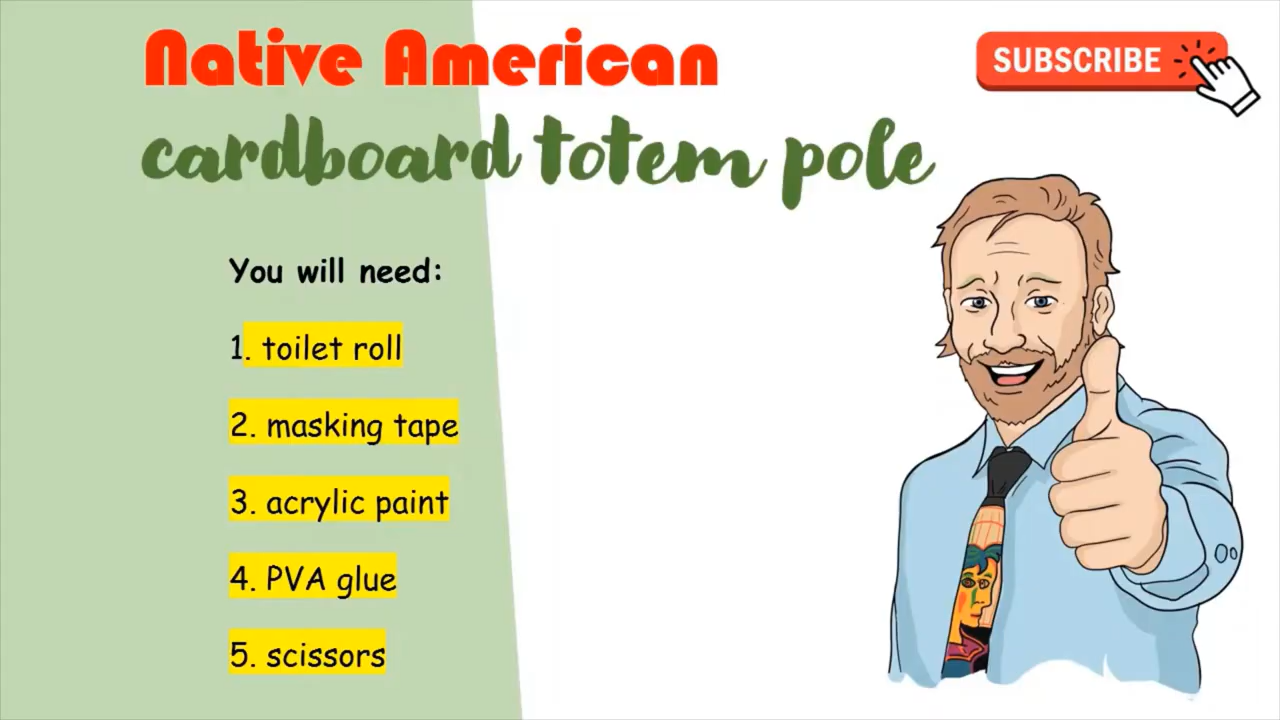 Native American
SUBSCRIBE
cardboard totem pole
You will need:
1. toilet roll
2. masking tape
3. acrylic paint
4. PVA glue
5. scissors